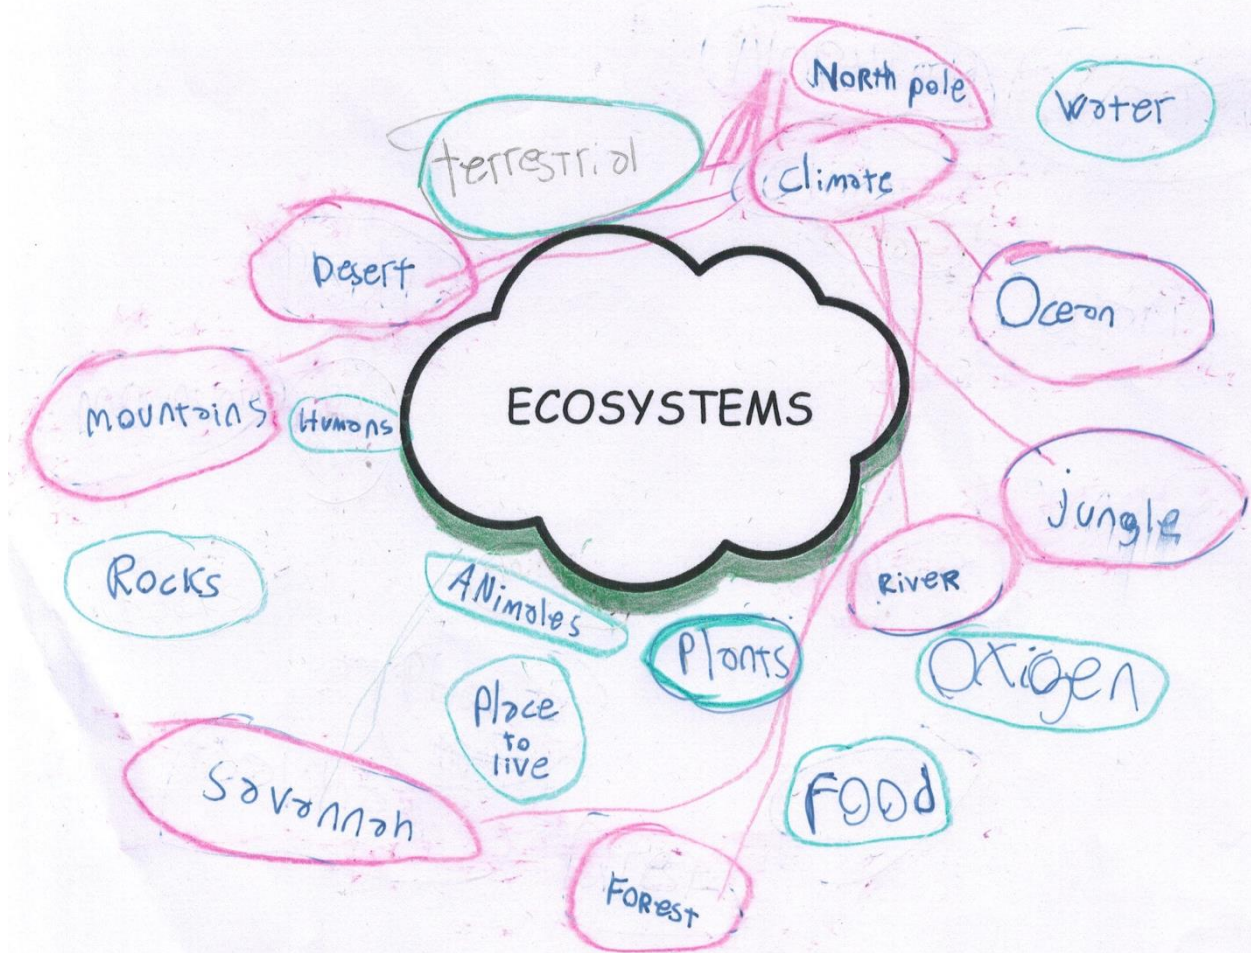 North pole
Water
terrestrial
Climate
Desert
Ocean
mountains
Humans
ECOSYSTEMS
jungle
Rocks
ANimales
RiVER
Plants
OXigen
Place
to
live
Savannah
FOOd
FoRest